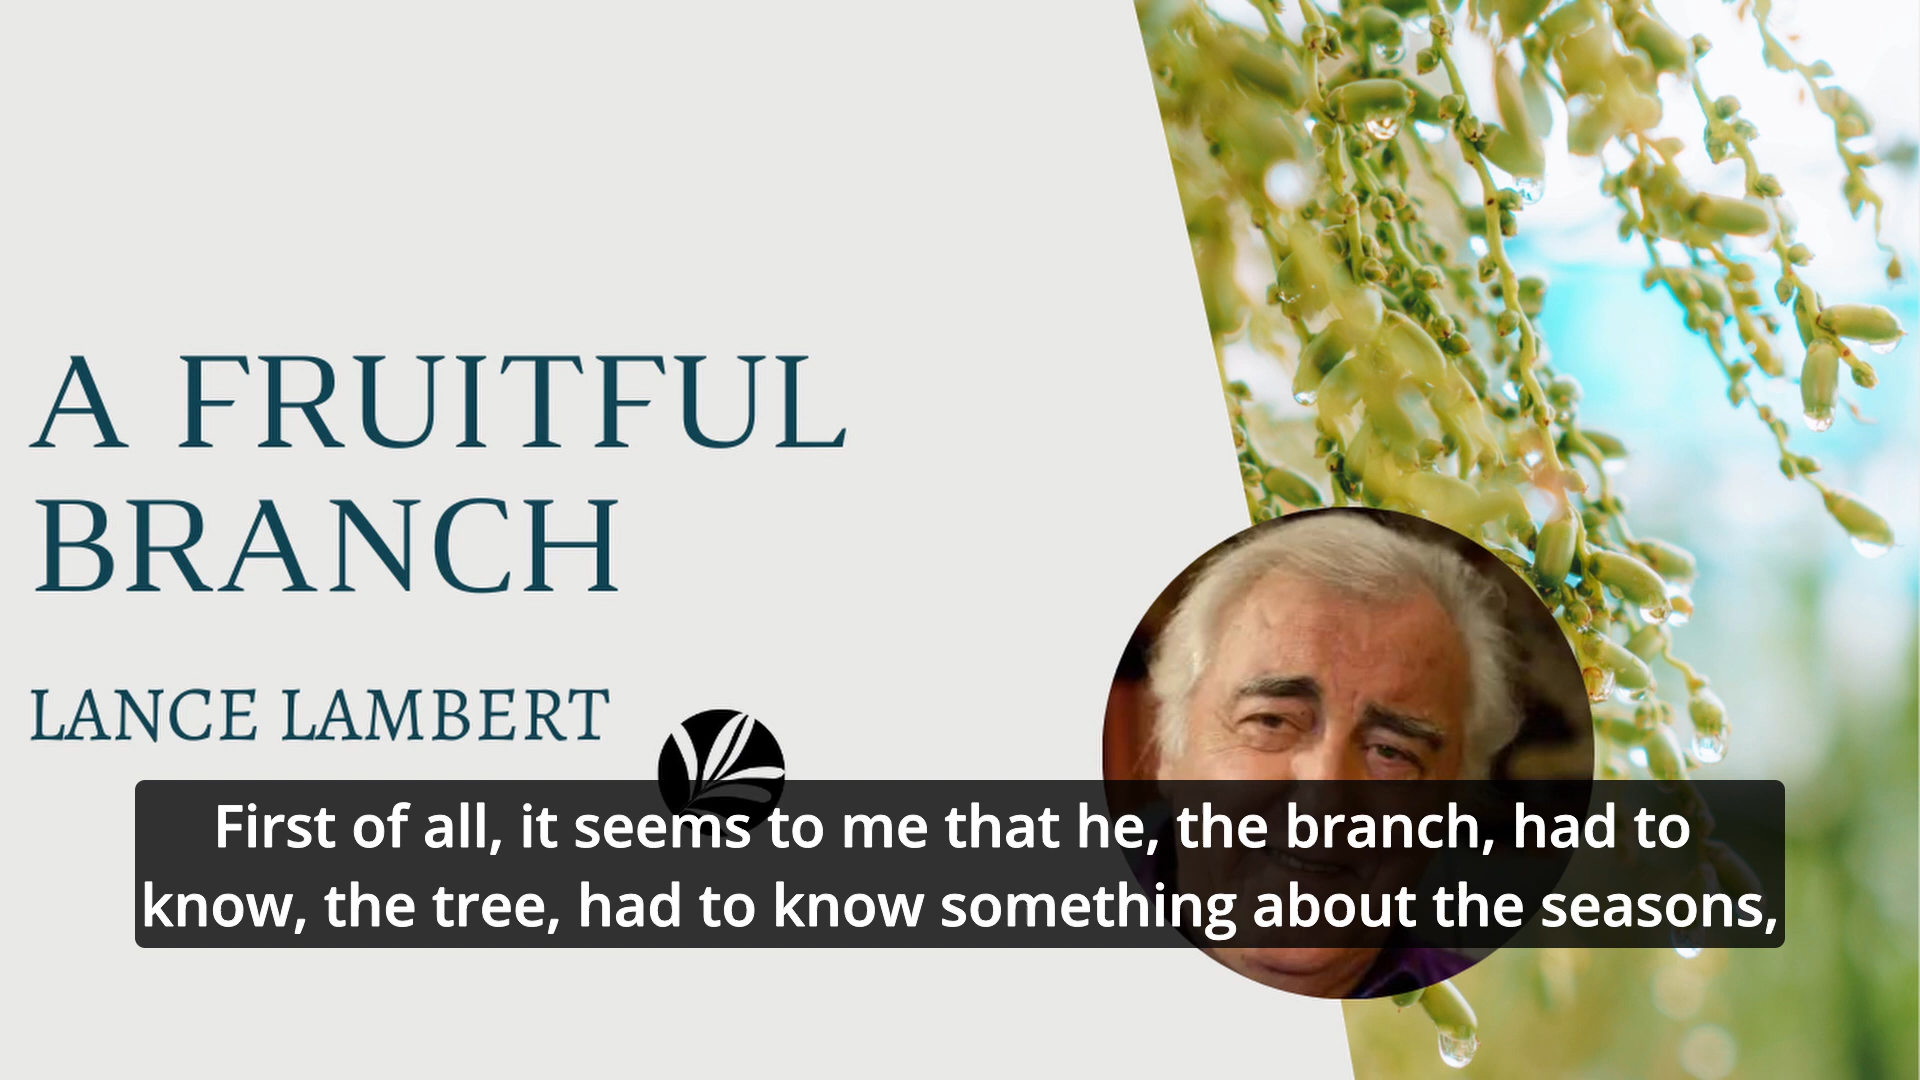 A FRUITFUL
BRANCH
LANCE LAMBERT
First of all, it seems to me that he, the branch, had to
know, the tree, had to know something about the seasons,